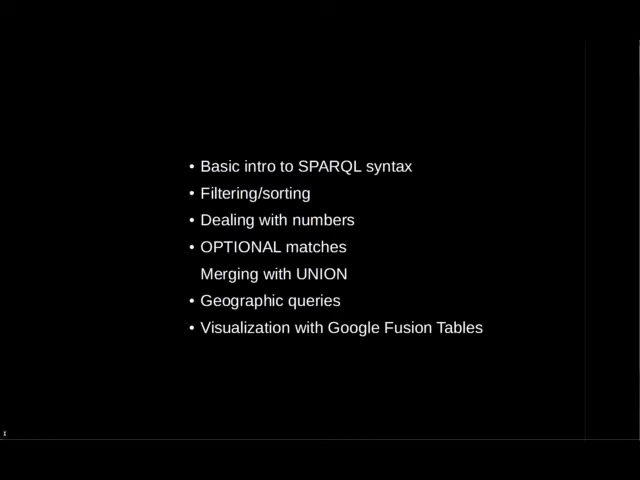 • Basic intro to SPARQL syntax
• Filtering/sorting
• Dealing with numbers
• OPTIONAL matches
Merging with UNION
• Geographic queries
• Visualization with Google Fusion Tables